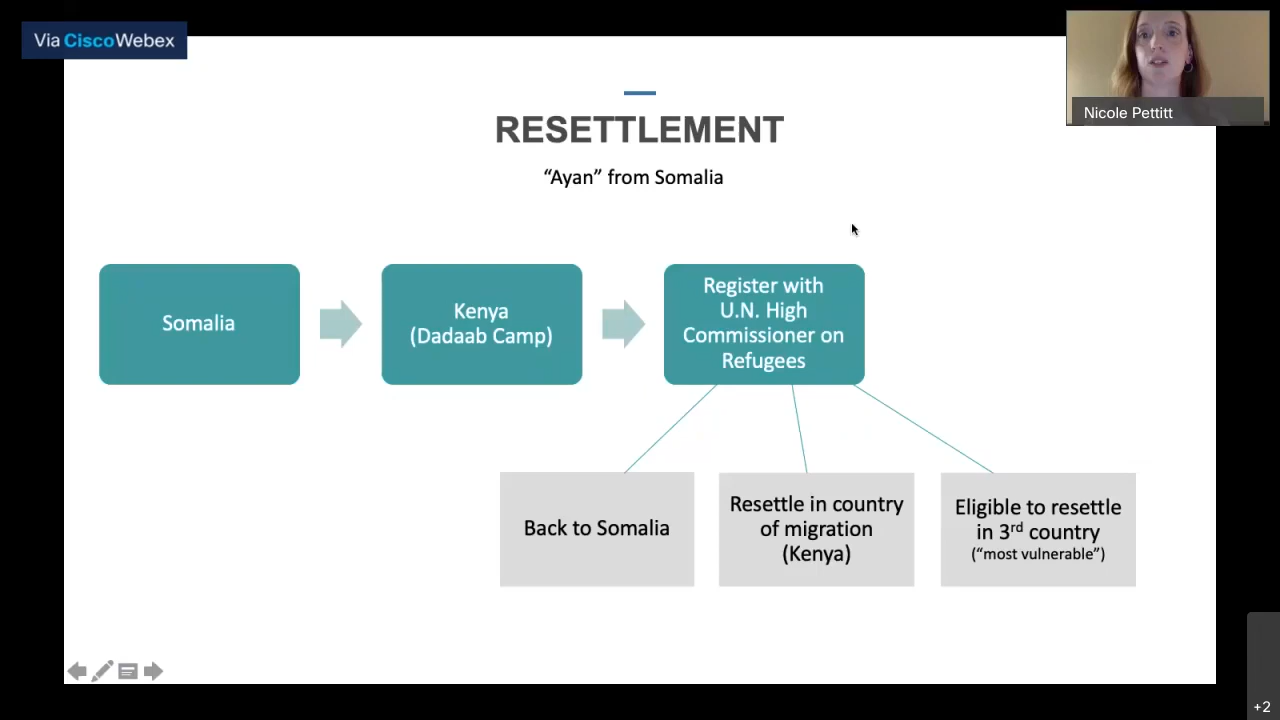 Via CiscoWebex
Nicole Pettitt
RESETTLEMENT
“Ayan” from Somalia
Somalia
Kenya
(Dadaab Camp)
Register with
U.N. High
Commissioner on
Refugees
Back to Somalia
Resettle in country
of migration
(Kenya)
Eligible to resettle
in 3rd country
(“most vulnerable”)
+2